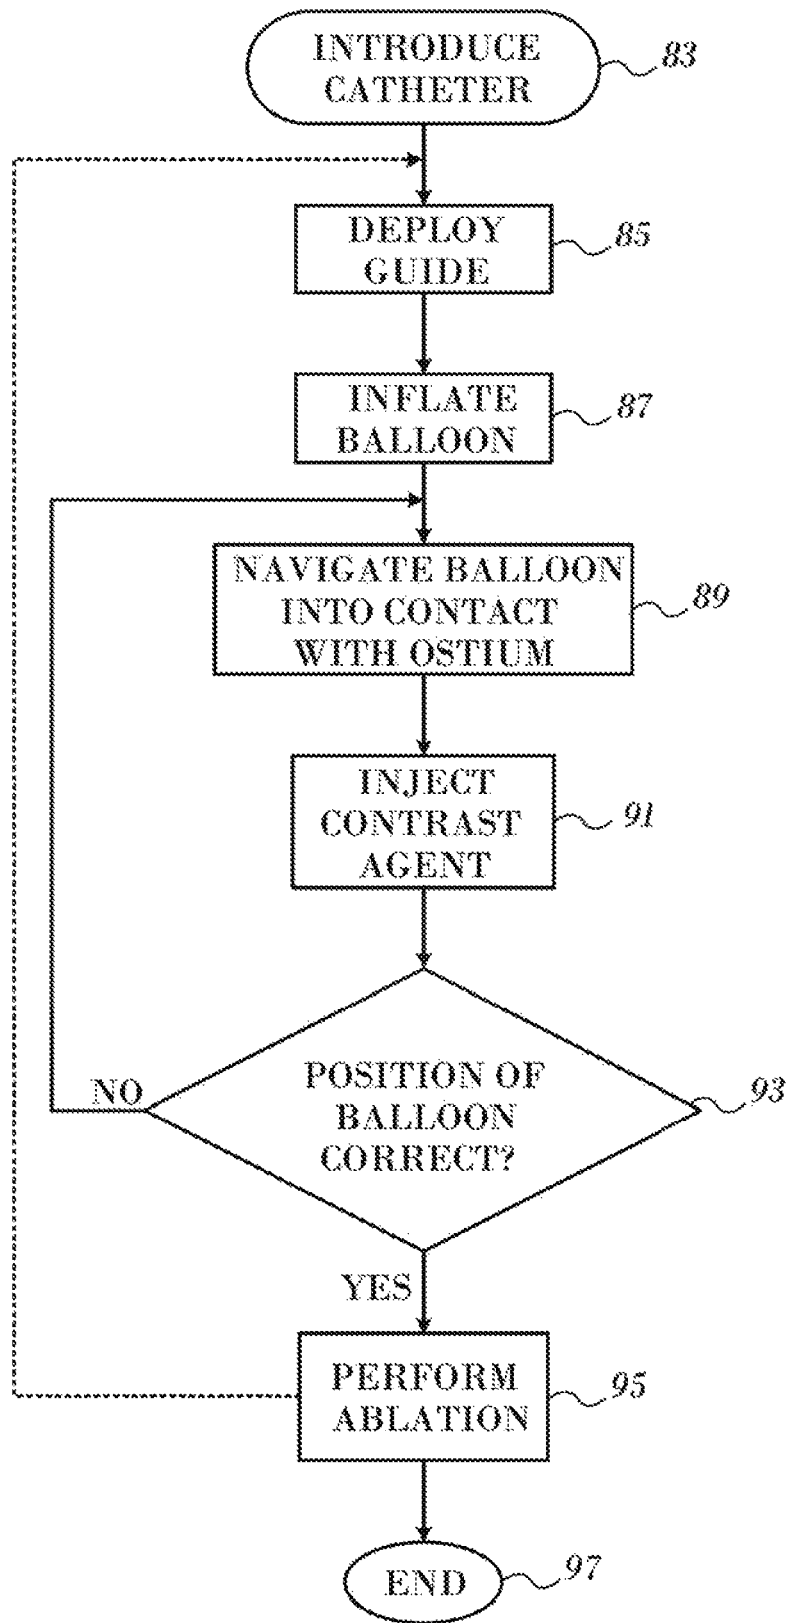 INTRODUCE
CATHETER
83
DEPLOY
GUIDE
85
INFLATE
BALLOON
87
NAVIGATE BALLOON
INTO CONTACT
WITH OSTIUM
89
INJECT
CONTRAST
AGENT
91
NO
POSITION OF
BALLOON
CORRECT?
93
YES
PERFORM
ABLATION
95
END
97